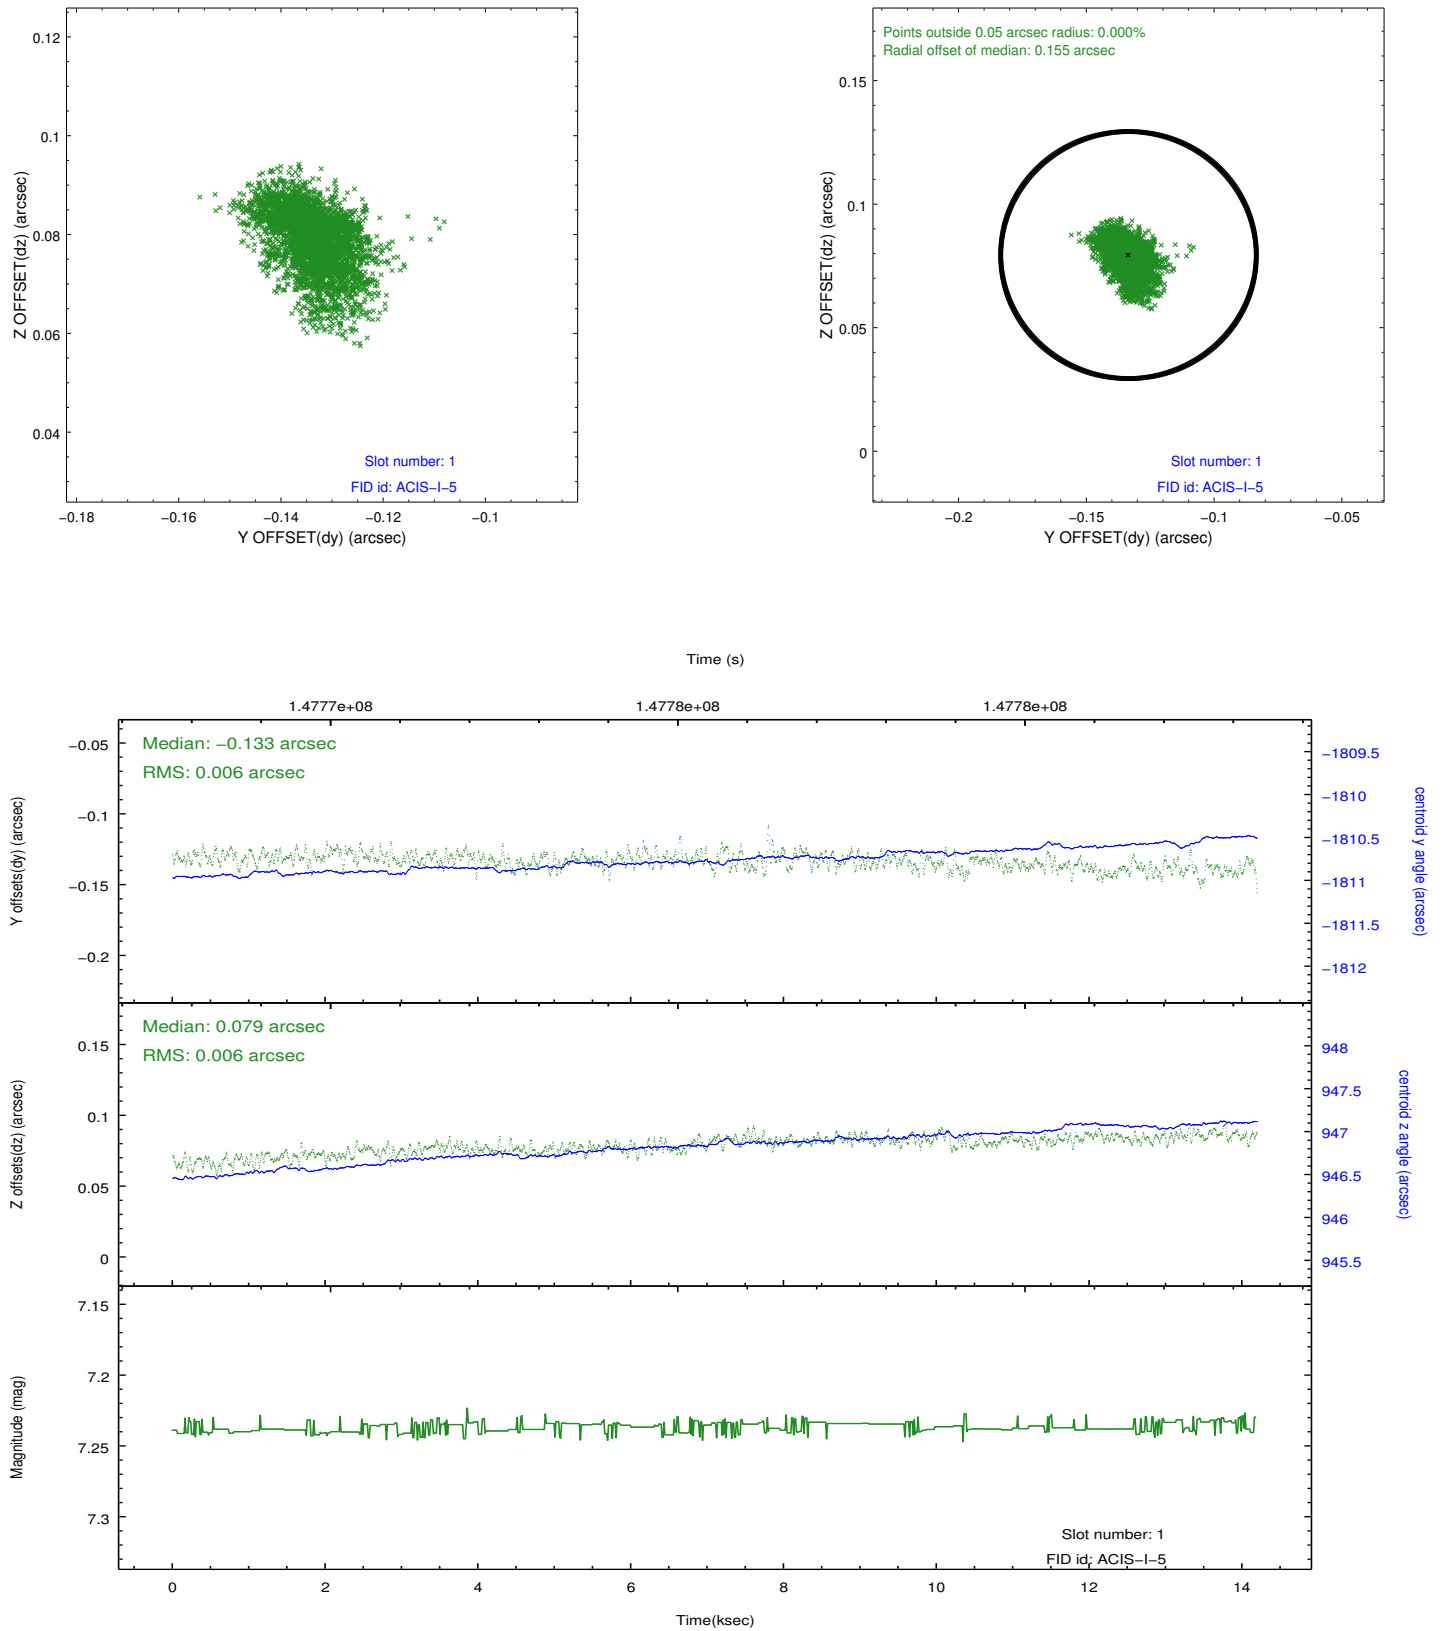 0.12
0.1
0.08
0.06
0.04
Z OFFSET(dz) (arcsec)
Slot number: 1
FID id: ACIS−I−5
−0.18
−0.16
−0.14
−0.12
−0.1
Y OFFSET(dy) (arcsec)
Points outside 0.05 arcsec radius: 0.000%
Radial offset of median: 0.155 arcsec
0.15
0.1
0.05
0
Z OFFSET(dz) (arcsec)
Slot number: 1
FID id: ACIS−I−5
−0.2
−0.15
−0.1
−0.05
Y OFFSET(dy) (arcsec)
Time (s)
1.4777e+08
1.4778e+08
1.4778e+08
Median: −0.133 arcsec
RMS: 0.006 arcsec
−0.05
−0.1
−0.15
−0.2
Y offsets(dy) (arcsec)
−1809.5
−1810
−1810.5
−1811
−1811.5
−1812
centroid y angle (arcsec)
Median: 0.079 arcsec
RMS: 0.006 arcsec
0.15
0.1
0.05
0
Z offsets(dz) (arcsec)
948
947.5
947
946.5
946
945.5
centroid z angle (arcsec)
7.15
7.2
7.25
7.3
Magnitude (mag)
Slot number: 1
FID id: ACIS−I−5
0
2
4
6
8
10
12
14
Time(ksec)